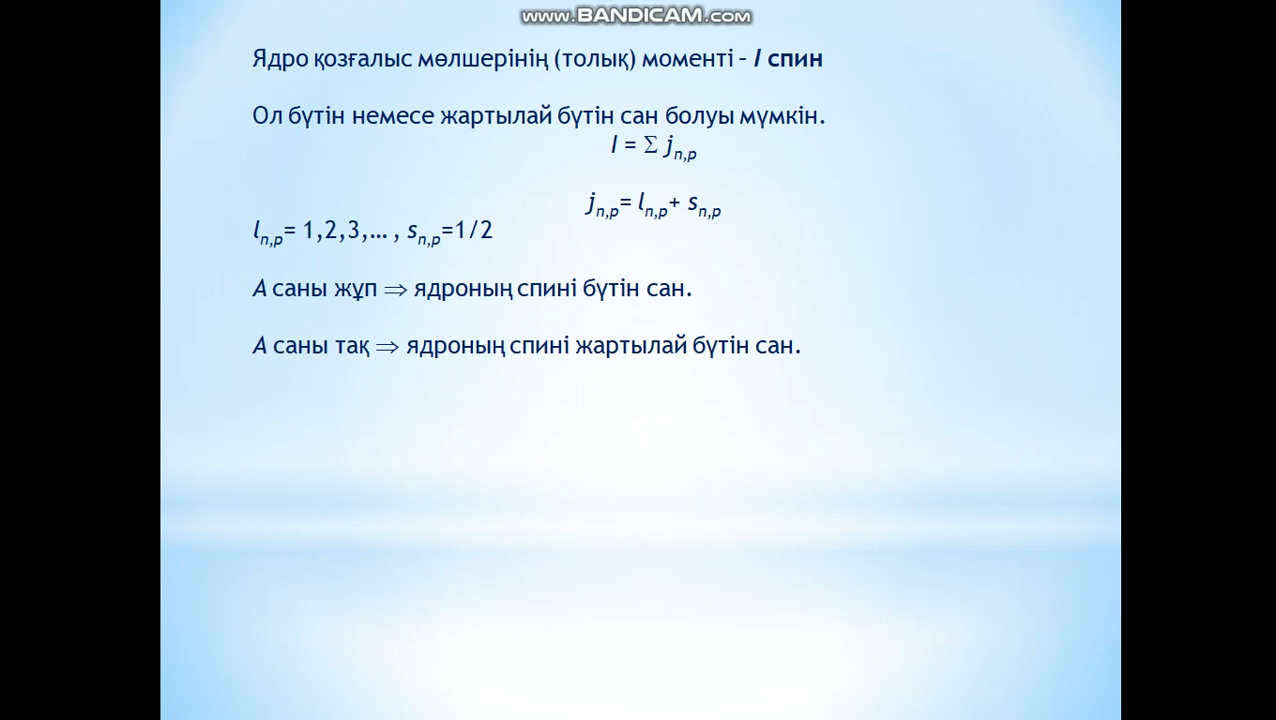 www.BANDICAM.com
Ядро қозғалыс мөлшерінің (толық) моменті – I спин
Ол бүтін немесе жартылай бүтін сан болуы мүмкін.
I = Σ jn,p
jn,p= ln,p+ sn,p
ln,p= 1,2,3,… , sn,p=1/2
А саны жұп ⇒ ядроның спині бүтін сан.
А саны тақ ⇒ ядроның спині жартылай бүтін сан.